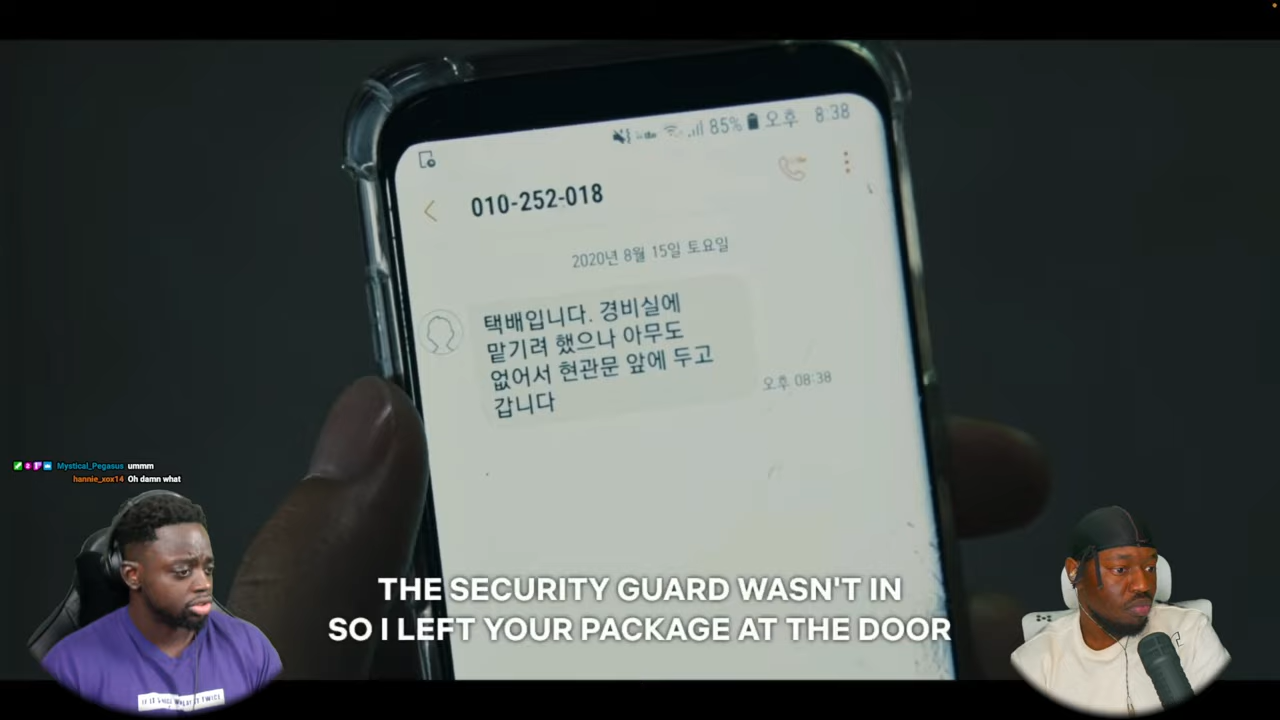 85% 오후 8:38
010-252-018
2020년 8월 15일 토요일
택배입니다. 경비실에
맡기려 했으나 아무도
없어서 현관문 앞에 두고
갑니다
오후 08:38
Mystical_Pegasus ummm
hannie_xox14 Oh damn what
THE SECURITY GUARD WASN'T IN
SO I LEFT YOUR PACKAGE AT THE DOOR